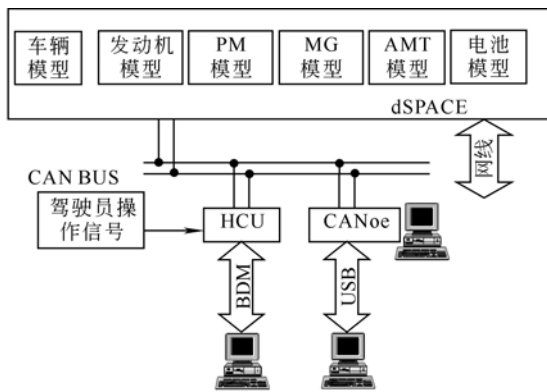 车辆
模型
发动机
模型
PM
模型
MG
模型
AMT
模型
电池
模型
dSPACE
网线
CAN BUS
驾驶员操
作信号
HCU
CANoe
BDM
USB